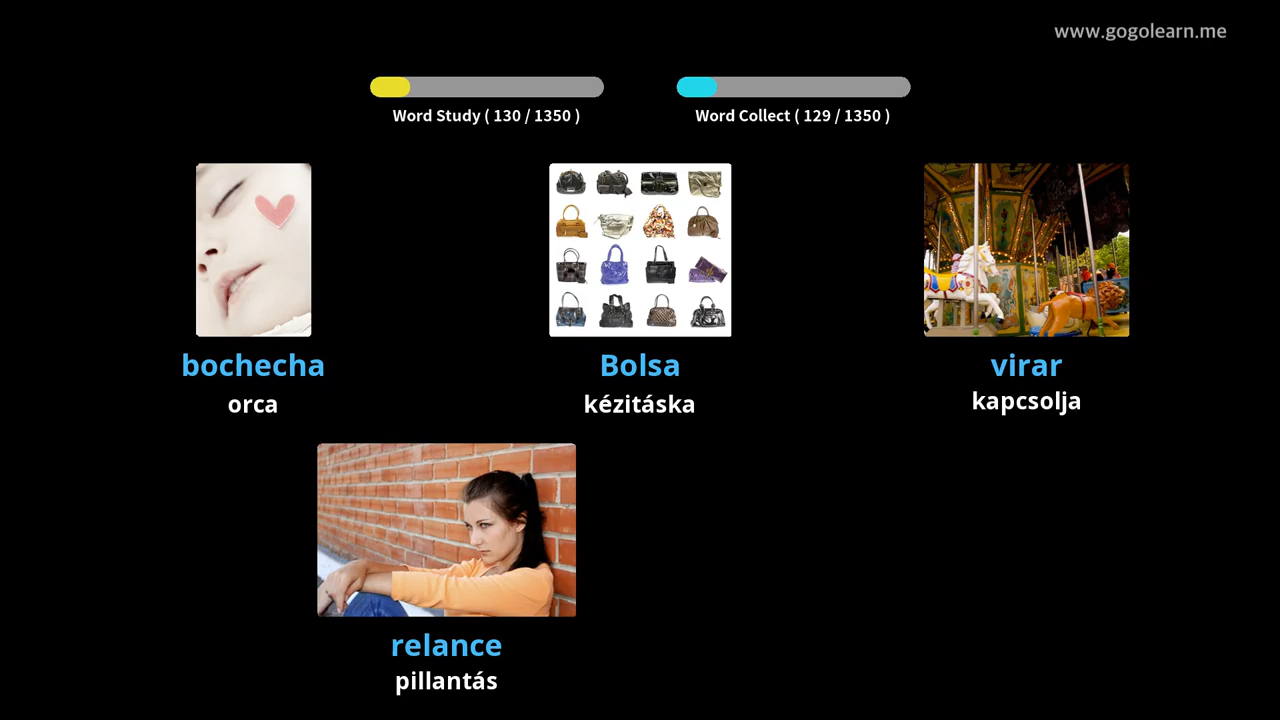 www.gogolearn.me
Word Study ( 130 / 1350 )
Word Collect ( 129 / 1350 )
bochecha
orca
Bolsa
kézitáska
virar
kapcsolja
relance
pillantás